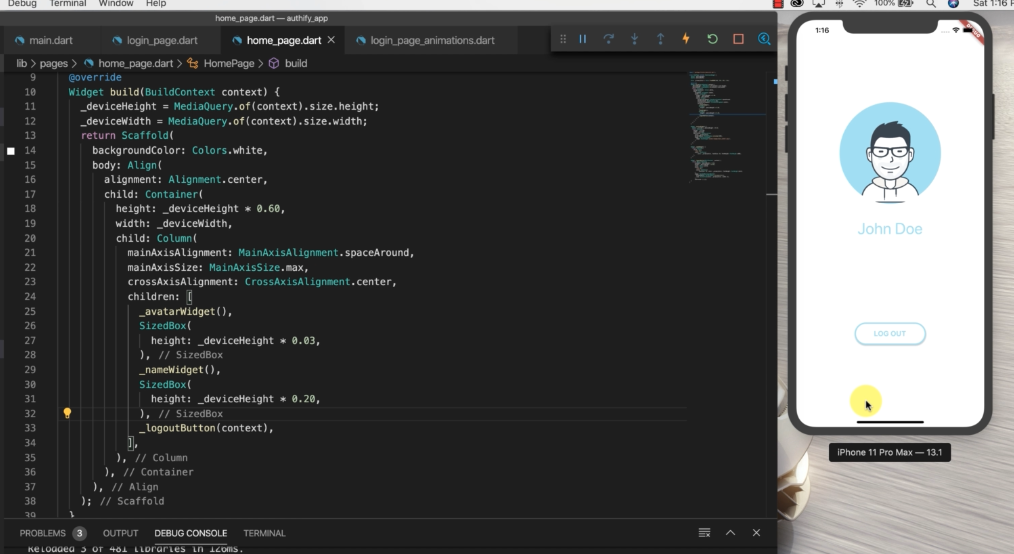 Debug Terminal Window Help
100% Sat 1:16 P
home_page.dart — authify_app
main.dart login_page.dart home_page.dart login_page_animations.dart
lib > pages > home_page.dart > HomePage > build
9 @override
10 Widget build(BuildContext context) {
11 _deviceHeight = MediaQuery.of(context).size.height;
12 _deviceWidth = MediaQuery.of(context).size.width;
13 return Scaffold(
14 backgroundColor: Colors.white,
15 body: Align(
16 alignment: Alignment.center,
17 child: Container(
18 height: _deviceHeight * 0.60,
19 width: _deviceWidth,
20 child: Column(
21 mainAxisAlignment: MainAxisAlignment.spaceAround,
22 mainAxisSize: MainAxisSize.max,
23 crossAxisAlignment: CrossAxisAlignment.center,
24 children: [
25 _avatarWidget(),
26 SizedBox(
27 height: _deviceHeight * 0.03,
28 ), // SizedBox
29 _nameWidget(),
30 SizedBox(
31 height: _deviceHeight * 0.20,
32 ), // SizedBox
33 _logoutButton(context),
34 ],
35 ), // Column
36 ), // Container
37 ), // Align
38 ); // Scaffold
39 }
PROBLEMS 3 OUTPUT DEBUG CONSOLE TERMINAL
Reloaded 3 of 481 libraries in 126ms.
1:16
John Doe
LOG OUT
iPhone 11 Pro Max — 13.1